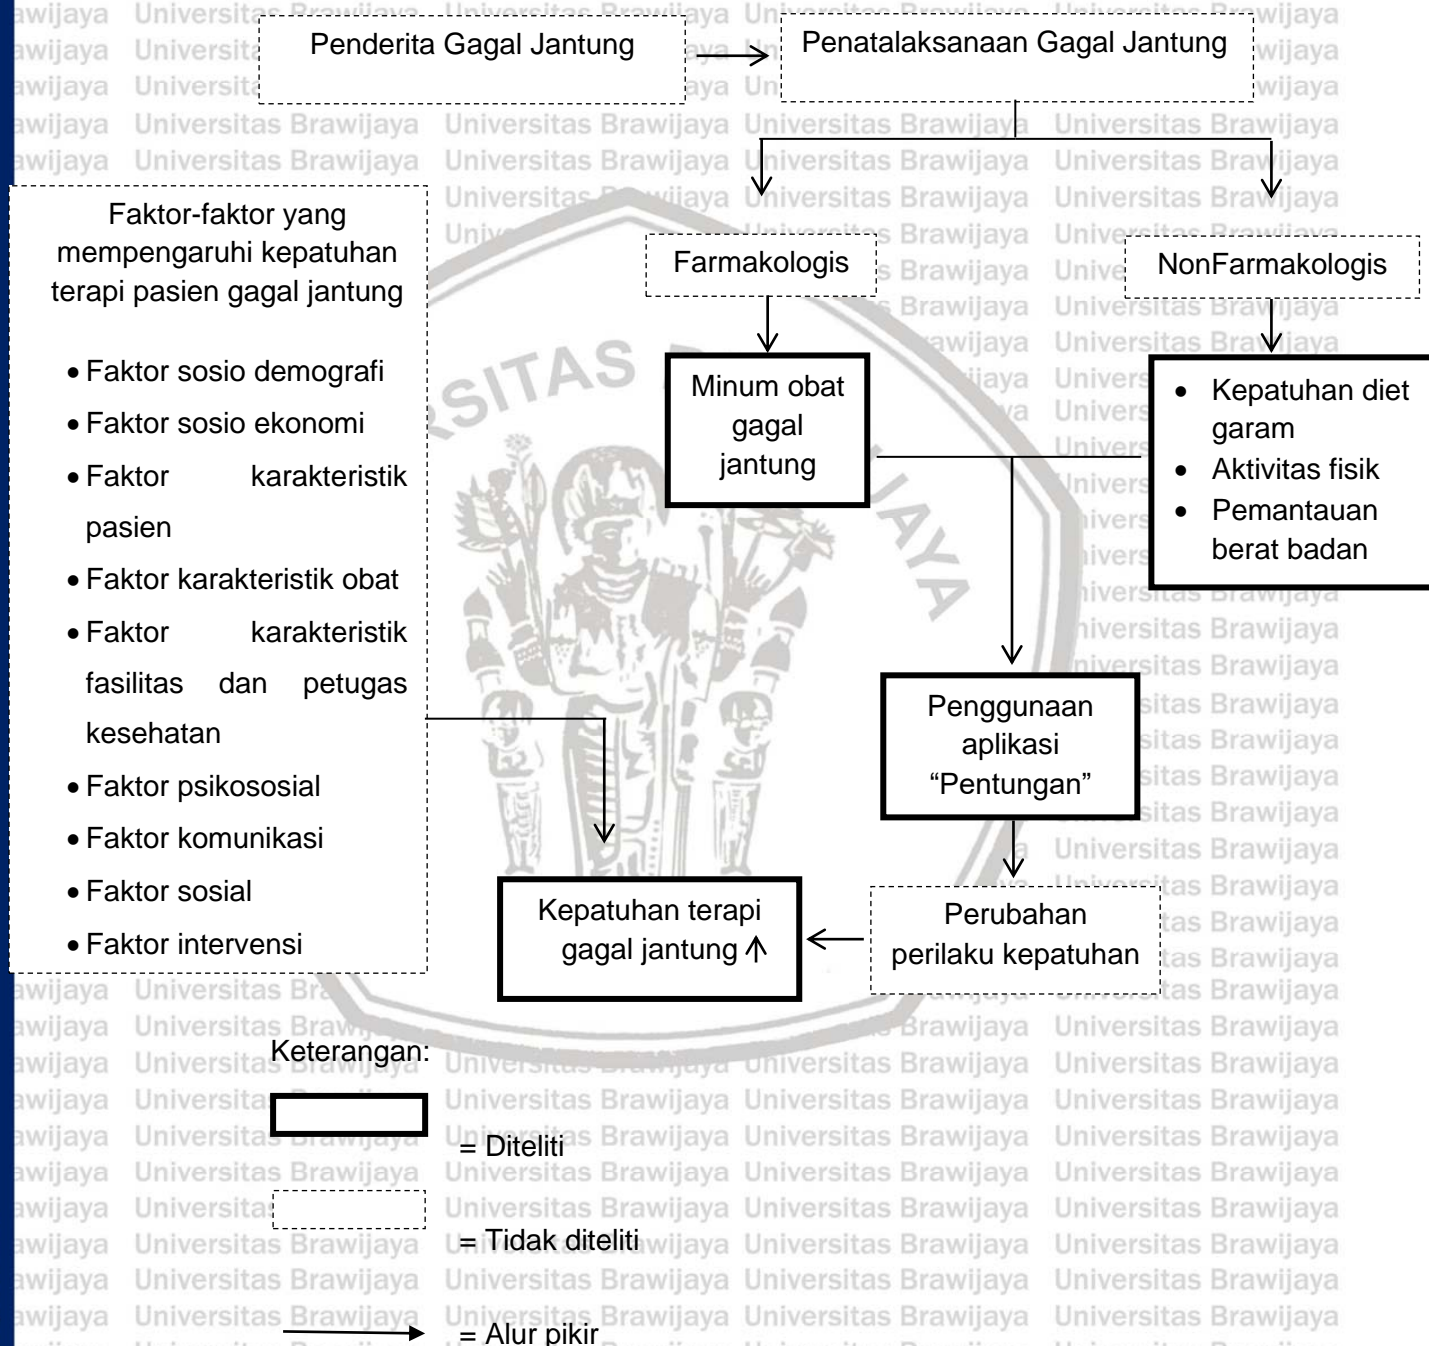 Penderita Gagal Jantung
Penatalaksanaan Gagal Jantung
Faktor-faktor yang
mempengaruhi kepatuhan
terapi pasien gagal jantung
• Faktor sosio demografi
• Faktor sosio ekonomi
• Faktor karakteristik
pasien
• Faktor karakteristik obat
• Faktor karakteristik
fasilitas dan petugas
kesehatan
• Faktor psikososial
• Faktor komunikasi
• Faktor sosial
• Faktor intervensi
Farmakologis
NonFarmakologis
Minum obat
gagal
jantung
• Kepatuhan diet
garam
• Aktivitas fisik
• Pemantauan
berat badan
Penggunaan
aplikasi
“Pentungan”
Kepatuhan terapi
gagal jantung ↑
Perubahan
perilaku kepatuhan
Keterangan:
= Diteliti
= Tidak diteliti
= Alur pikir